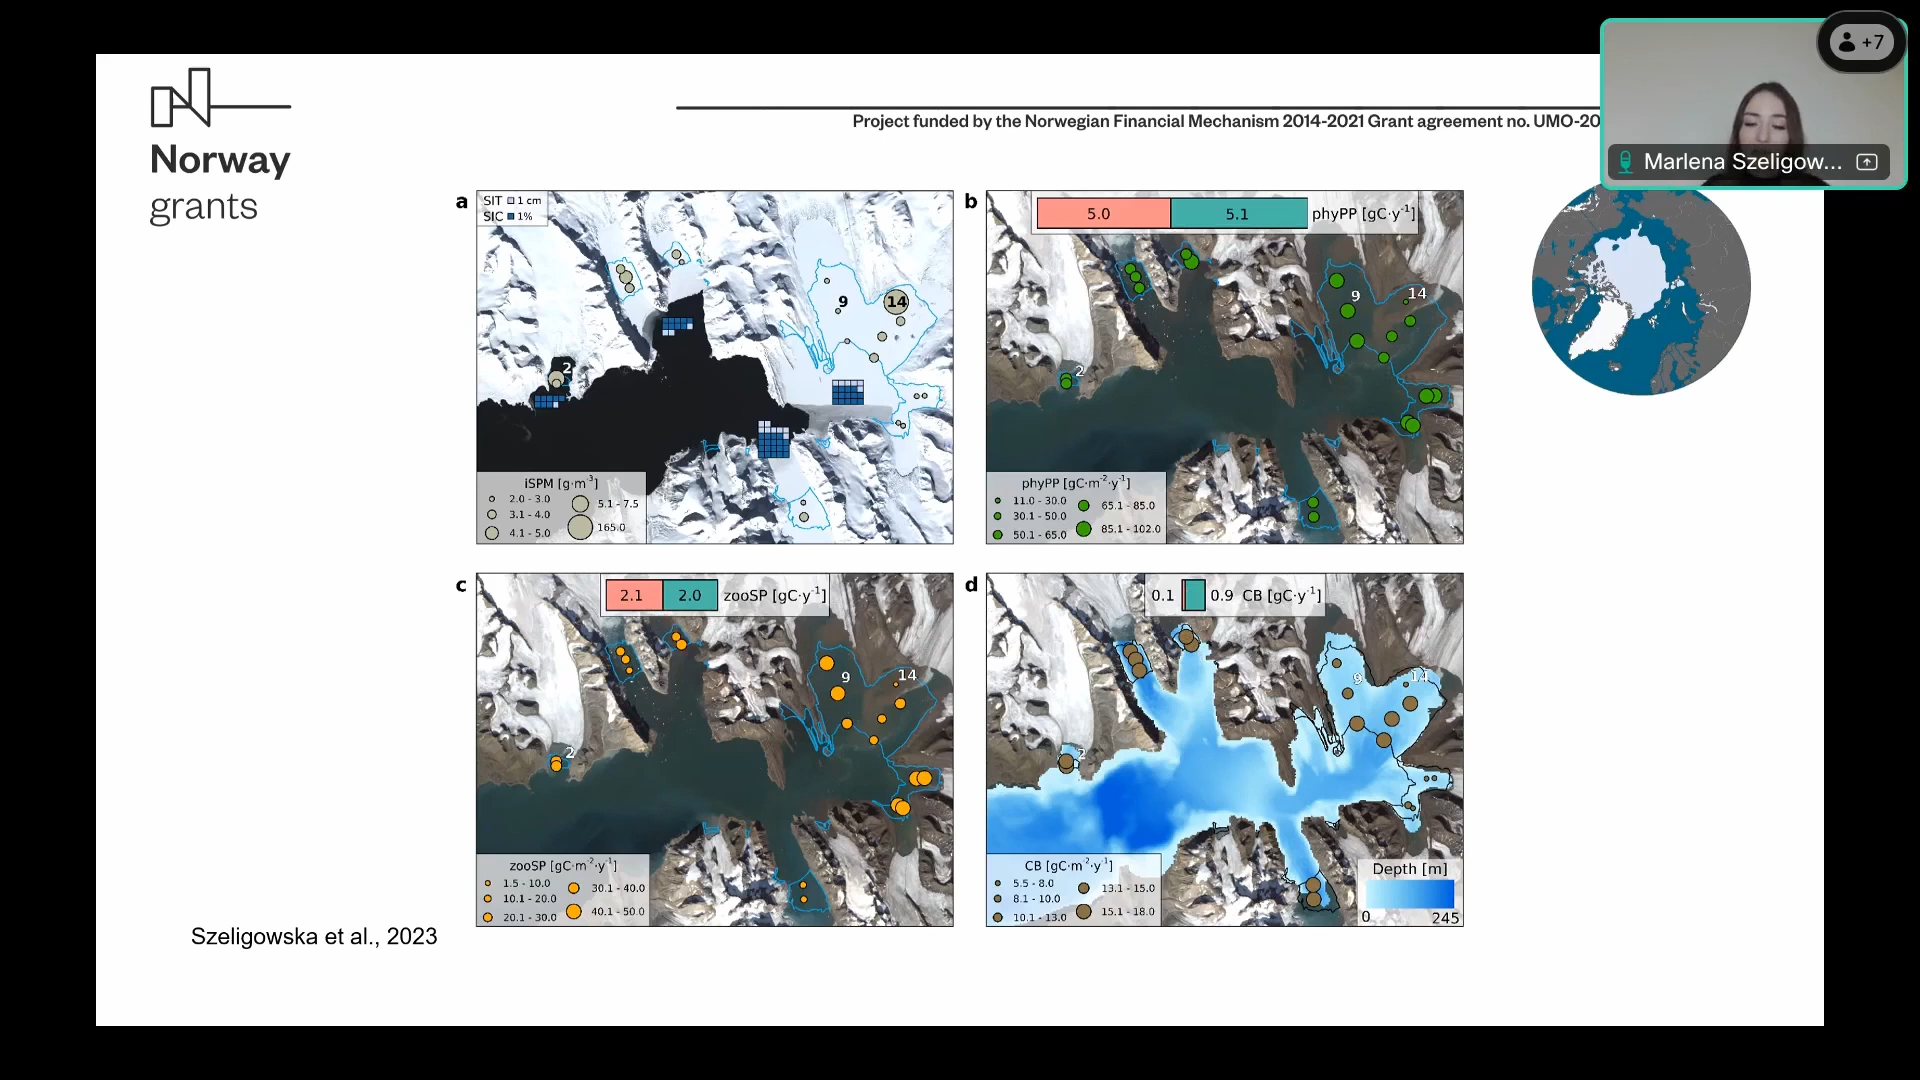 +7
Marlena Szeligow...
Norway
grants
Project funded by the Norwegian Financial Mechanism 2014-2021 Grant agreement no. UMO-20
a
SIT 1 cm
SIC 1%
9
14
2
iSPM [g·m⁻³]
2.0 - 3.0
3.1 - 4.0
4.1 - 5.0
5.1 - 7.5
165.0
b
5.0
5.1
phyPP [gC·y⁻¹]
9
14
2
phyPP [gC·m⁻²·y⁻¹]
11.0 - 30.0
30.1 - 50.0
50.1 - 65.0
65.1 - 85.0
85.1 - 102.0
c
2.1
2.0
zooSP [gC·y⁻¹]
9
14
2
zooSP [gC·m⁻²·y⁻¹]
1.5 - 10.0
10.1 - 20.0
20.1 - 30.0
30.1 - 40.0
40.1 - 50.0
d
0.1
0.9 CB [gC·y⁻¹]
9
14
2
CB [gC·m⁻²·y⁻¹]
5.5 - 8.0
8.1 - 10.0
10.1 - 13.0
13.1 - 15.0
15.1 - 18.0
Depth [m]
0
245
Szeligowska et al., 2023